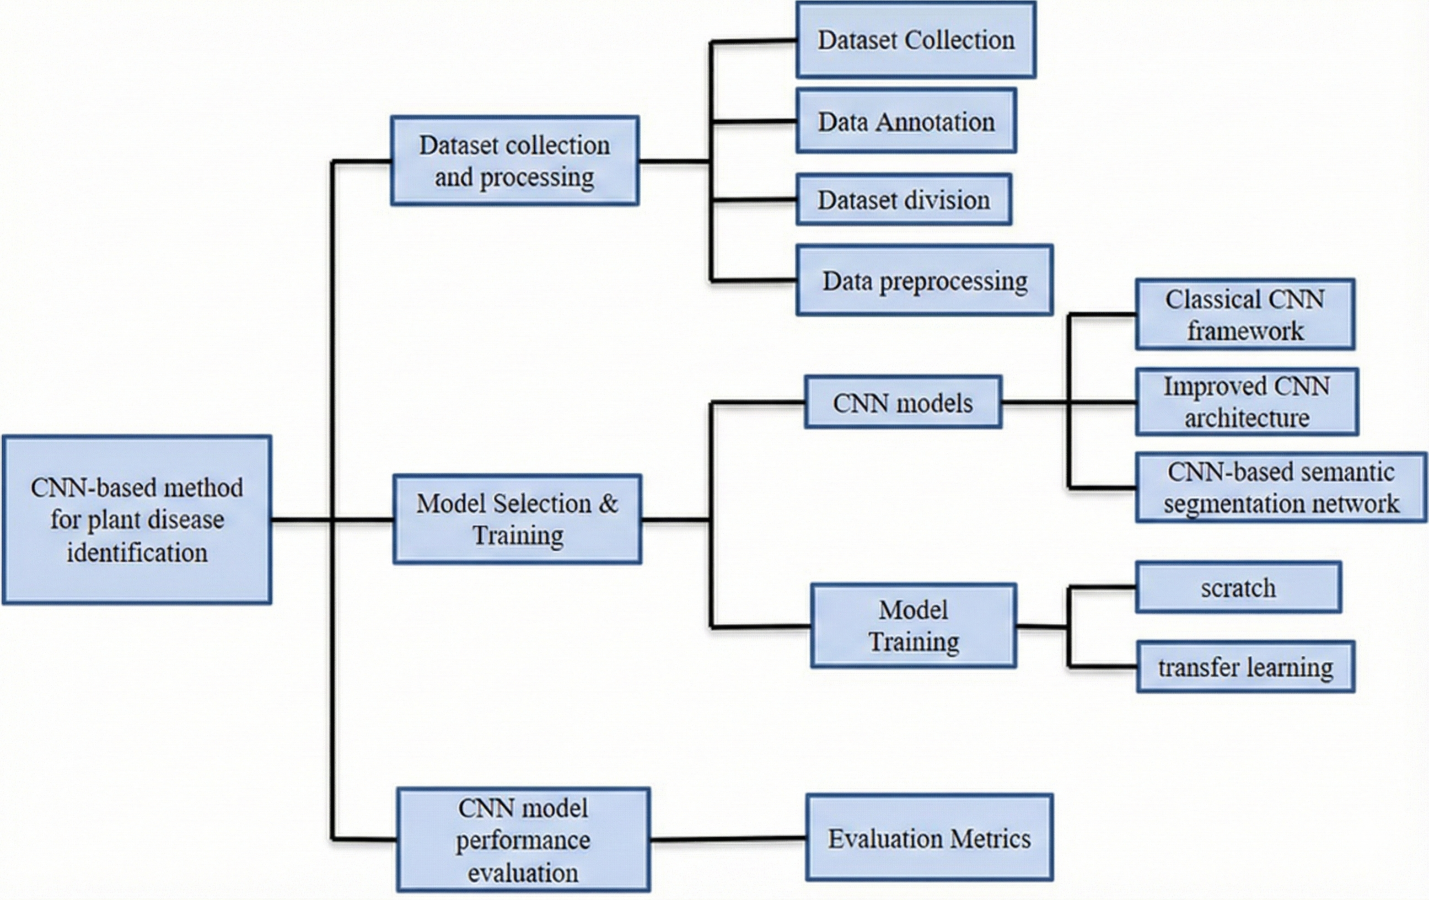 CNN-based method
for plant disease
identification
Dataset collection
and processing
Dataset Collection
Data Annotation
Dataset division
Data preprocessing
Model Selection &
Training
CNN models
Classical CNN
framework
Improved CNN
architecture
CNN-based semantic
segmentation network
Model
Training
scratch
transfer learning
CNN model
performance
evaluation
Evaluation Metrics